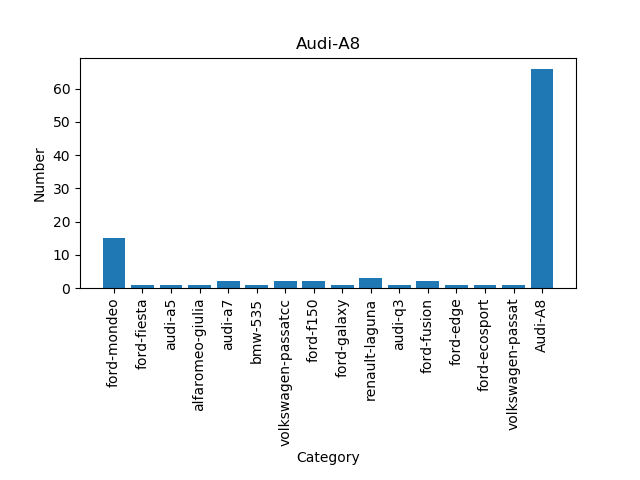 Audi-A8
Number
60
50
40
30
20
10
0
ford-mondeo
ford-fiesta
audi-a5
alfaromeo-giulia
audi-a7
bmw-535
volkswagen-passatcc
ford-f150
ford-galaxy
renault-laguna
audi-q3
ford-fusion
ford-edge
ford-ecosport
volkswagen-passat
Audi-A8
Category